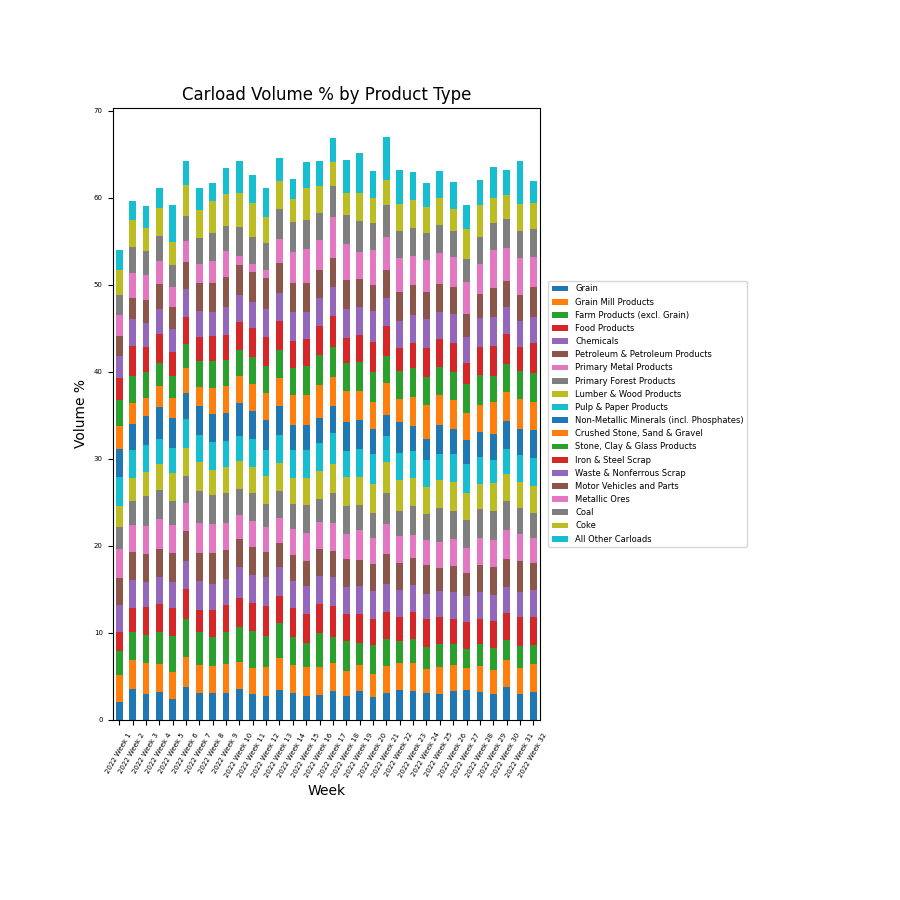 Carload Volume % by Product Type
70
60
50
40
30
20
10
0
Volume %
2022 Week 1
2022 Week 2
2022 Week 3
2022 Week 4
2022 Week 5
2022 Week 6
2022 Week 7
2022 Week 8
2022 Week 9
2022 Week 10
2022 Week 11
2022 Week 12
2022 Week 13
2022 Week 14
2022 Week 15
2022 Week 16
2022 Week 17
2022 Week 18
2022 Week 19
2022 Week 20
2022 Week 21
2022 Week 22
2022 Week 23
2022 Week 24
2022 Week 25
2022 Week 26
2022 Week 27
2022 Week 28
2022 Week 29
2022 Week 30
2022 Week 31
2022 Week 32
Week
Grain
Grain Mill Products
Farm Products (excl. Grain)
Food Products
Chemicals
Petroleum & Petroleum Products
Primary Metal Products
Primary Forest Products
Lumber & Wood Products
Pulp & Paper Products
Non-Metallic Minerals (incl. Phosphates)
Crushed Stone, Sand & Gravel
Stone, Clay & Glass Products
Iron & Steel Scrap
Waste & Nonferrous Scrap
Motor Vehicles and Parts
Metallic Ores
Coal
Coke
All Other Carloads